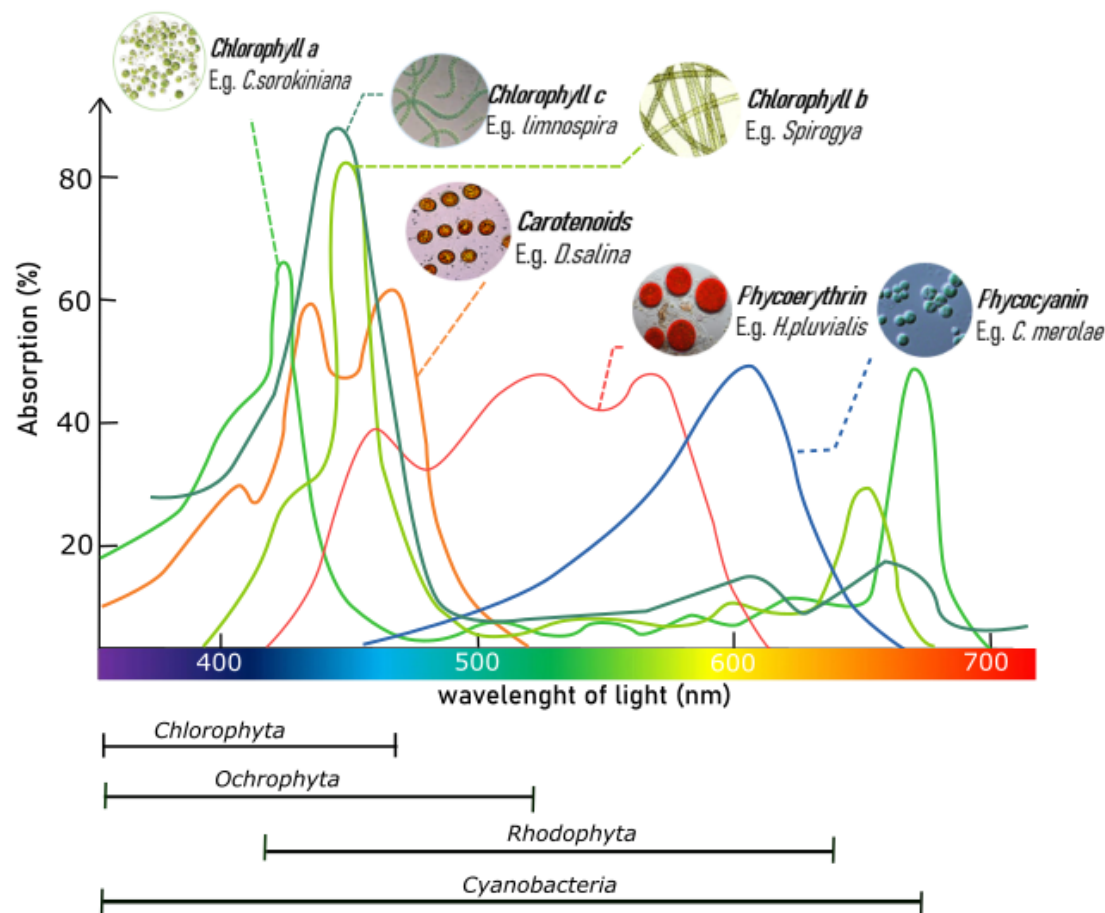 Chlorophyll a
E.g. C.sorokiniana
Chlorophyll c
E.g. limnospira
Chlorophyll b
E.g. Spirogya
Carotenoids
E.g. D.salina
Phycoerythrin
E.g. H.pluvialis
Phycocyanin
E.g. C. merolae
Absorption (%)
80
60
40
20
400 500 600 700
wavelenght of light (nm)
Chlorophyta
Ochrophyta
Rhodophyta
Cyanobacteria